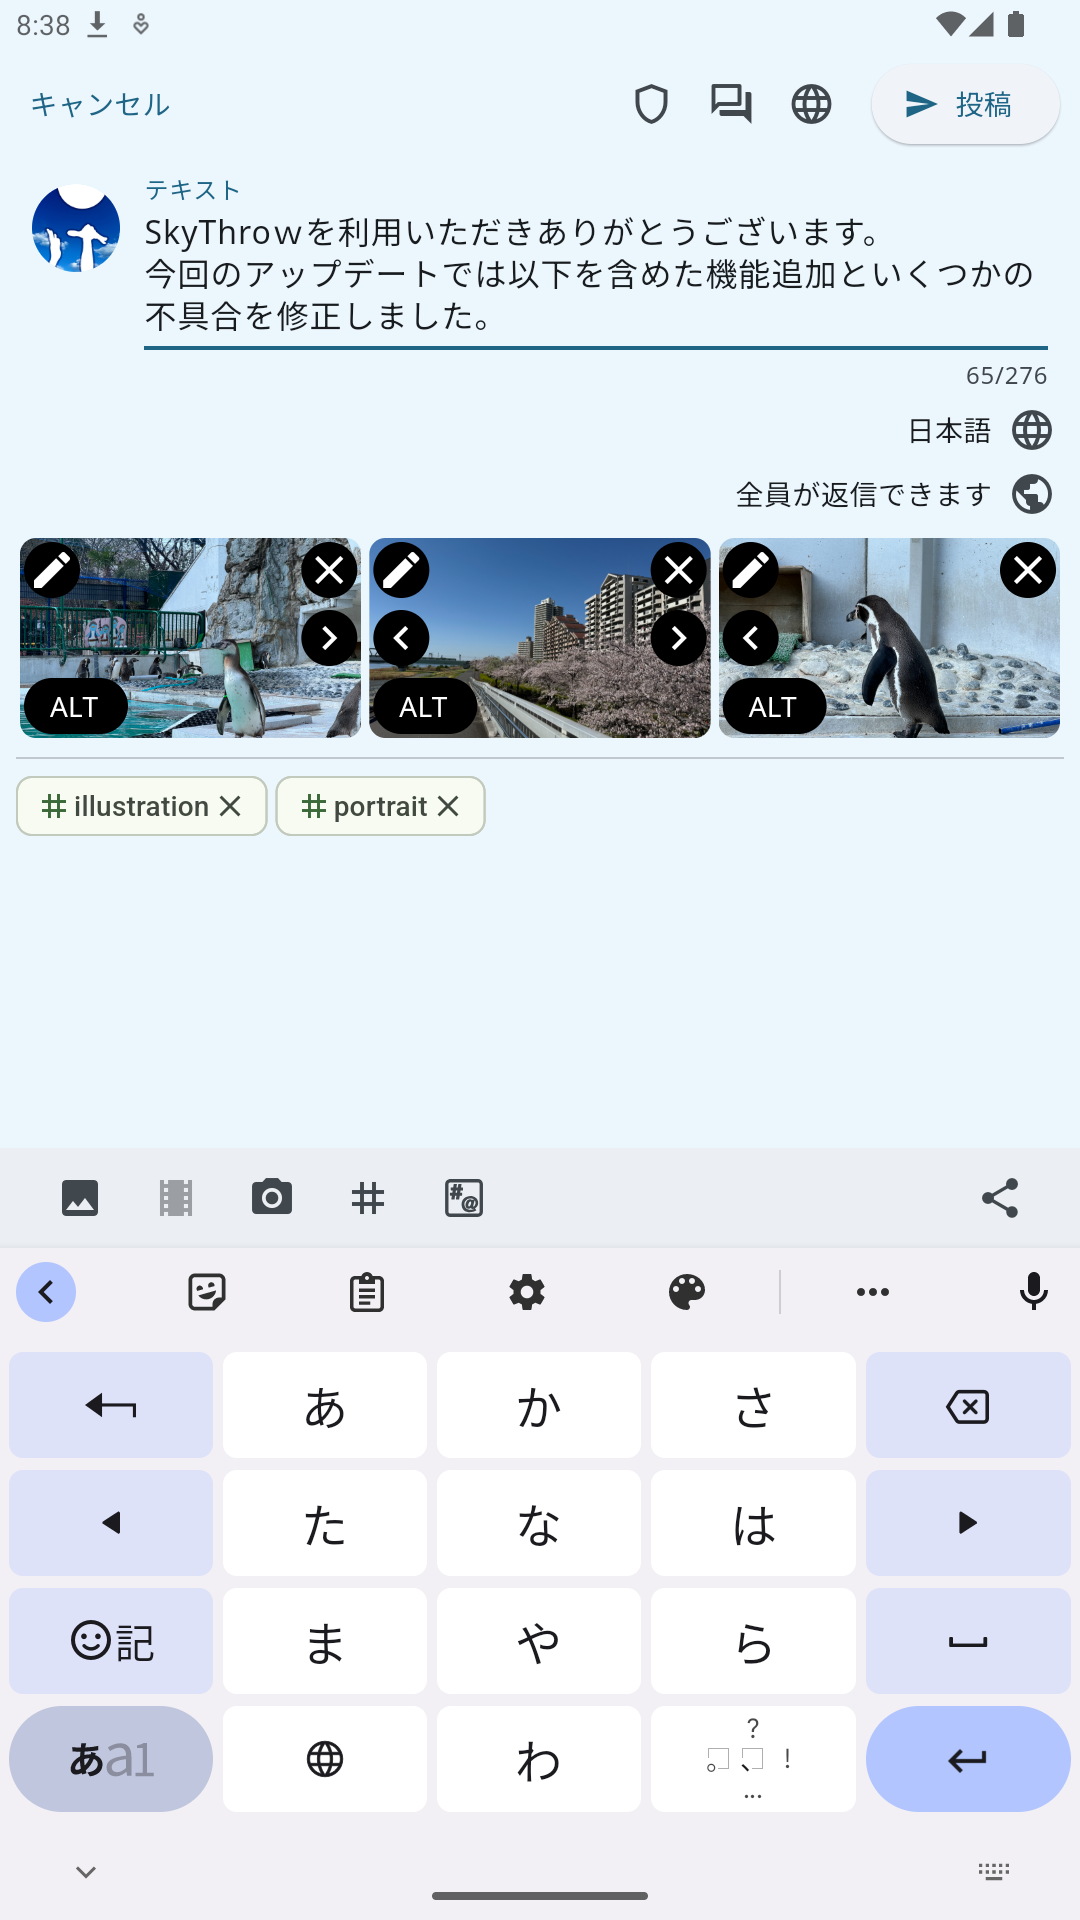 8:38
キャンセル
投稿
テキスト
SkyThrowを利用いただきありがとうございます。
今回のアップデートでは以下を含めた機能追加といくつかの
不具合を修正しました。
65/276
日本語
全員が返信できます
ALT
ALT
ALT
# illustration
# portrait
あ
か
さ
た
な
は
記
ま
や
ら
あa1
わ
?
。、!
...